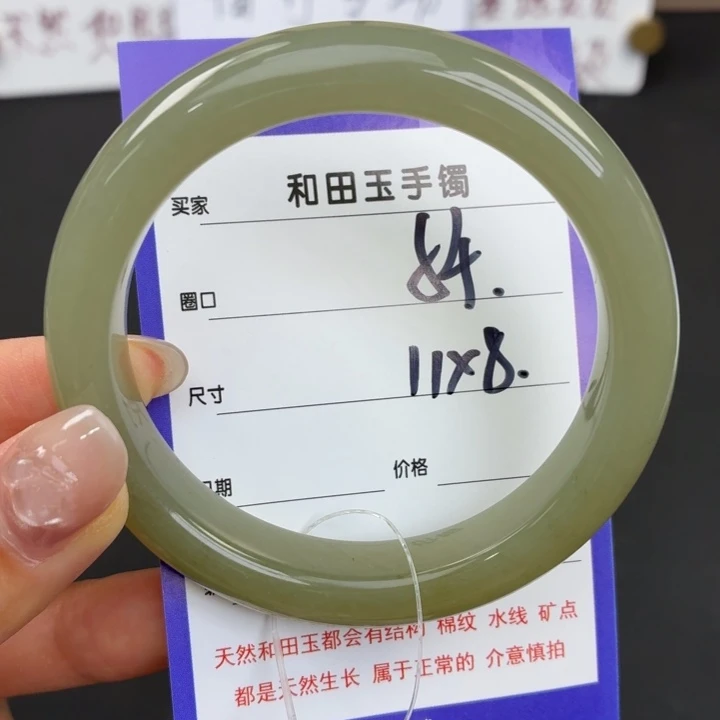 和田玉手镯
买家
圈口 84.
尺寸 11x8.
期 价格
天然和田玉都会有结构 棉纹 水线 矿点
都是天然生长 属于正常的 介意慎拍